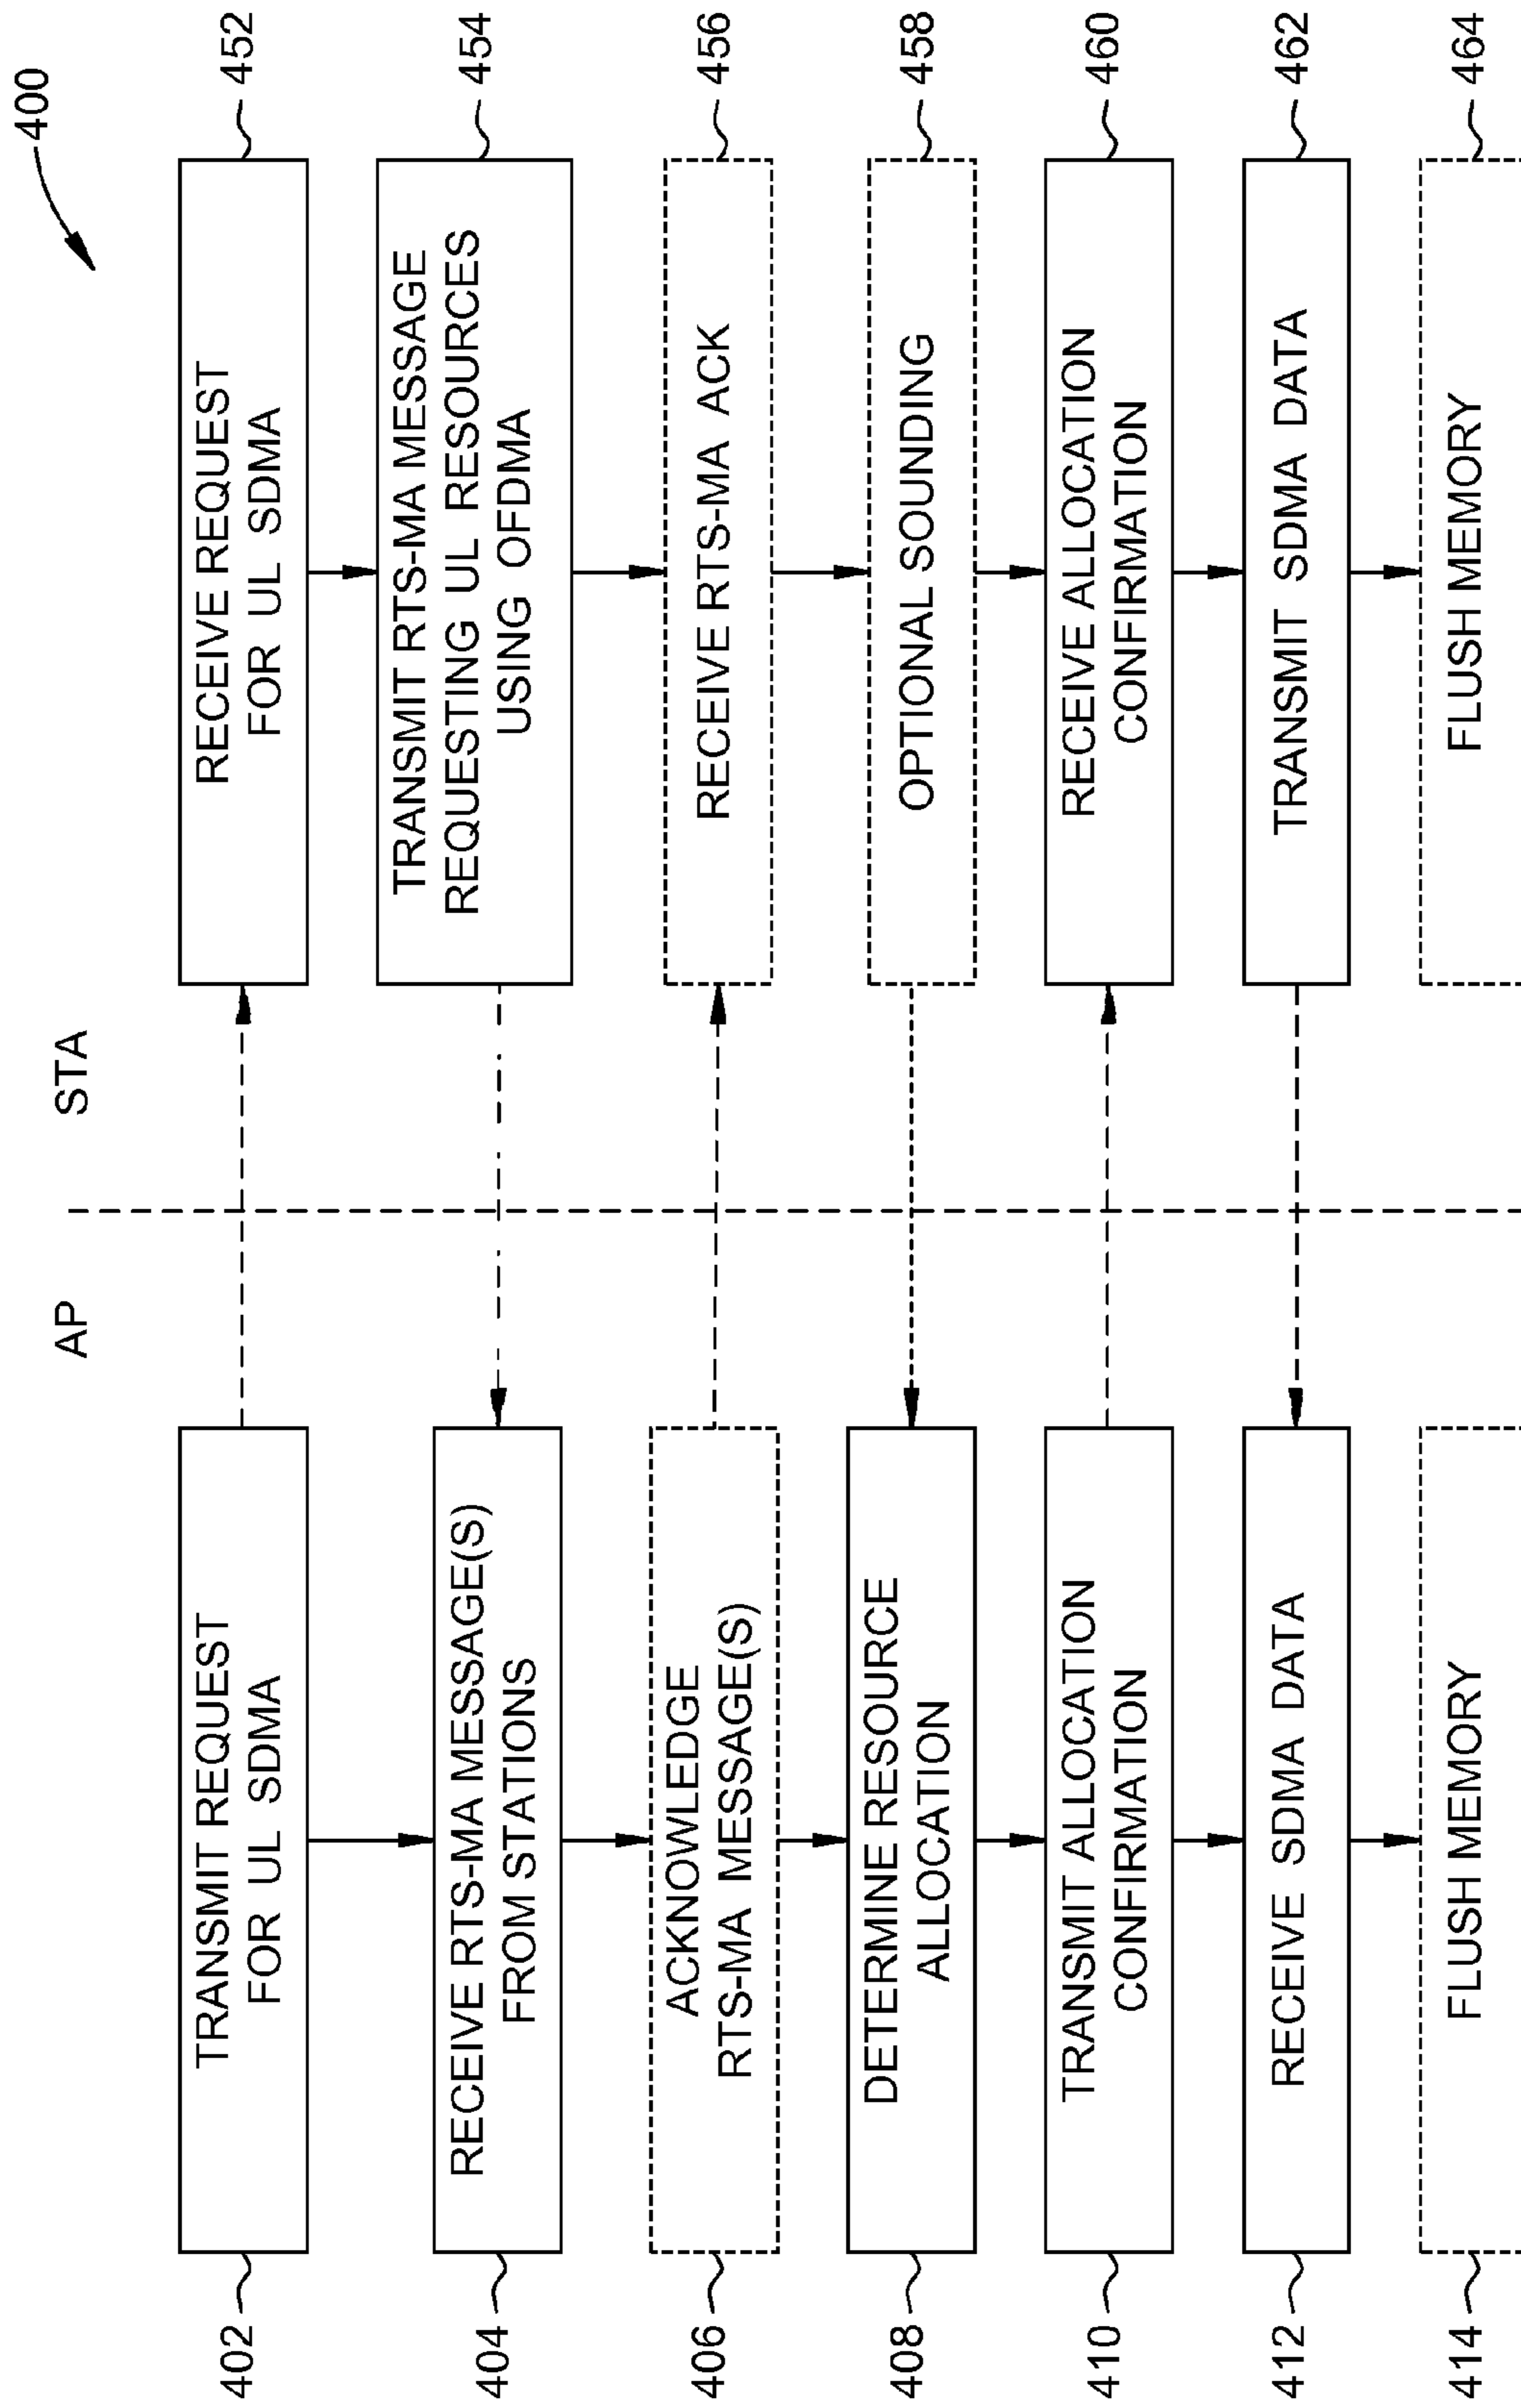 400
AP
STA
402
TRANSMIT REQUEST
FOR UL SDMA
RECEIVE REQUEST
FOR UL SDMA
452
404
RECEIVE RTS-MA MESSAGE(S)
FROM STATIONS
TRANSMIT RTS-MA MESSAGE
REQUESTING UL RESOURCES
USING OFDMA
454
406
ACKNOWLEDGE
RTS-MA MESSAGE(S)
RECEIVE RTS-MA ACK
456
408
DETERMINE RESOURCE
ALLOCATION
OPTIONAL SOUNDING
458
410
TRANSMIT ALLOCATION
CONFIRMATION
RECEIVE ALLOCATION
CONFIRMATION
460
412
RECEIVE SDMA DATA
TRANSMIT SDMA DATA
462
414
FLUSH MEMORY
FLUSH MEMORY
464